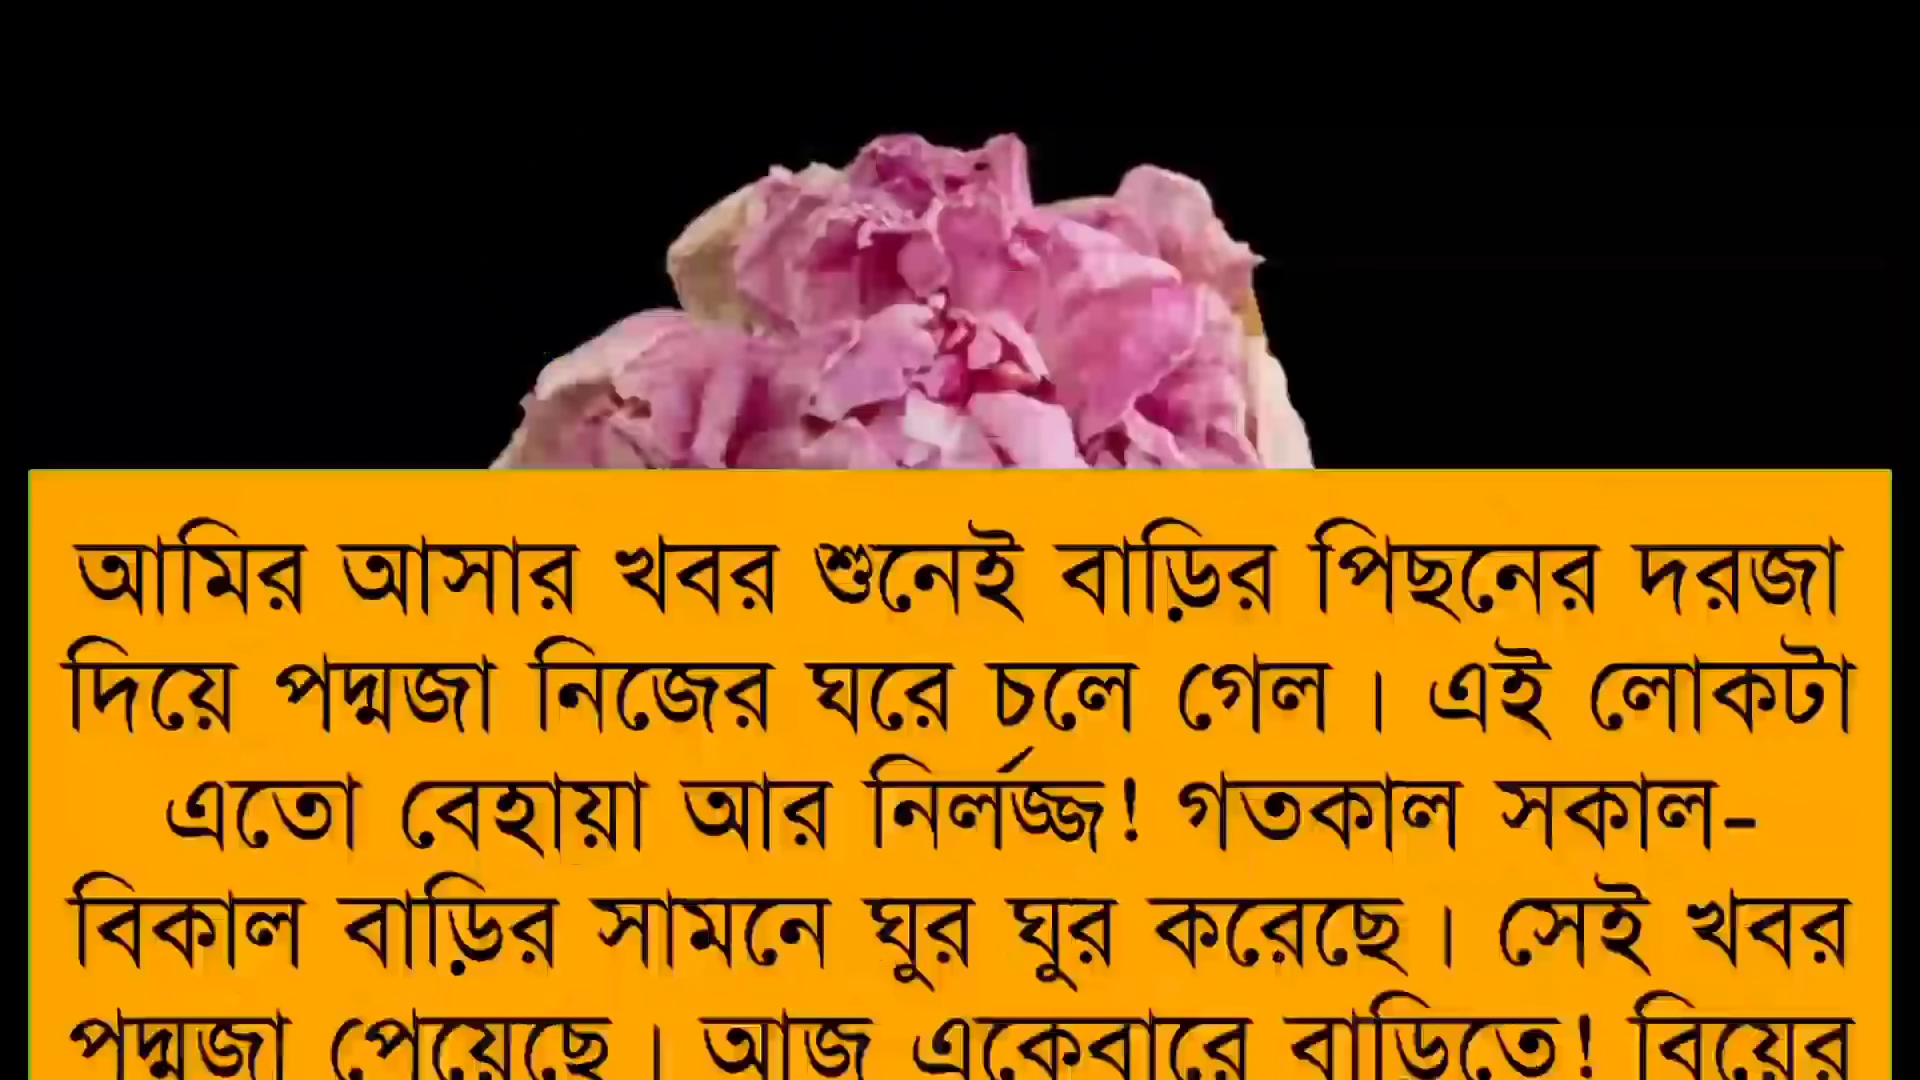 আমির আসার খবর শুনেই বাড়ির পিছনের দরজা
দিয়ে পদ্মজা নিজের ঘরে চলে গেল। এই লোকটা
এতো বেহায়া আর নির্লজ্জ! গতকাল সকাল-
বিকাল বাড়ির সামনে ঘুর ঘুর করেছে। সেই খবর
পদ্মজা পেয়েছে। আজ একেবারে বাড়িতে! বিয়ের